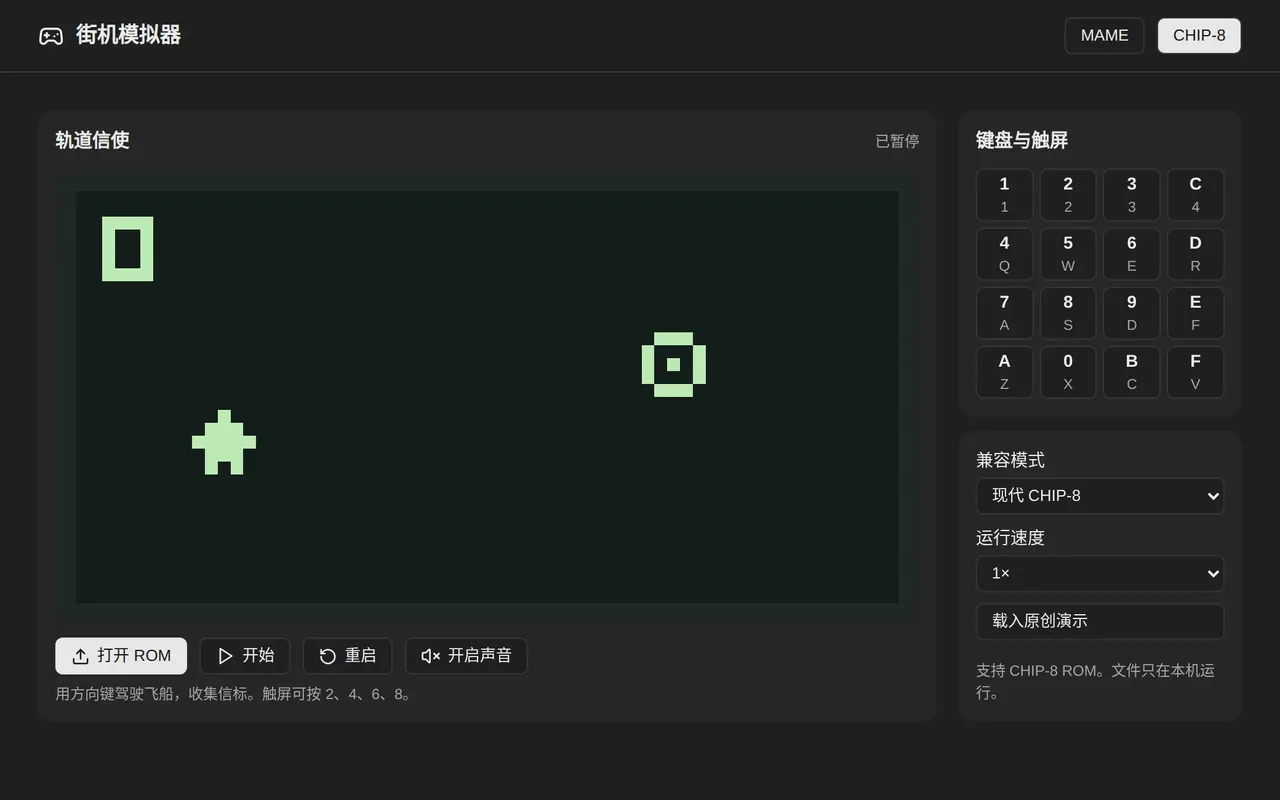 街机模拟器
MAME
CHIP-8
轨道信使
已暂停
0
打开 ROM
开始
重启
开启声音
用方向键驾驶飞船，收集信标。触屏可按 2、4、6、8。
键盘与触屏
1 2 3 C
1 2 3 4
4 5 6 D
Q W E R
7 8 9 E
A S D F
A 0 B F
Z X C V
兼容模式
现代 CHIP-8
运行速度
1×
载入原创演示
支持 CHIP-8 ROM。文件只在本机运
行。